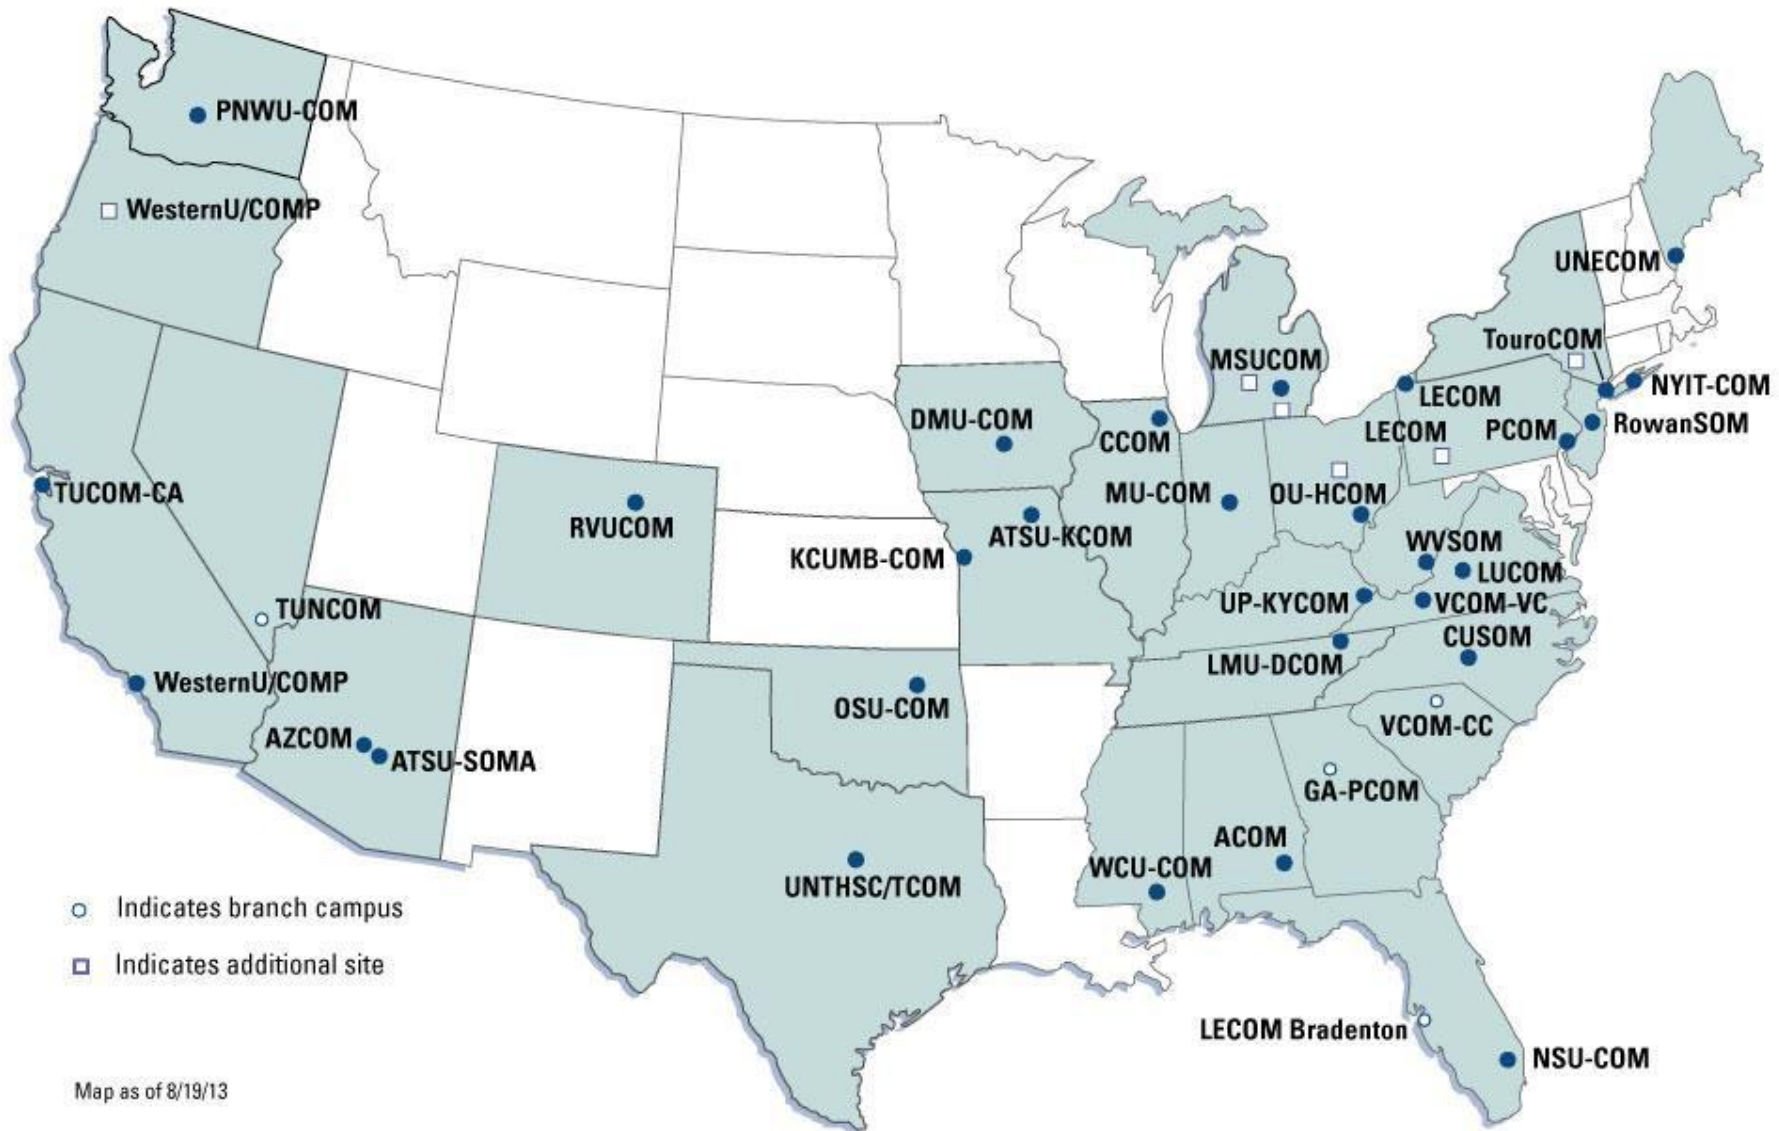 PNWU-COM
WesternU/COMP
UNECOM
TouroCOM
MSUCOM
NYIT-COM
LECOM
DMU-COM
CCOM
LECOM
PCOM
RowanSOM
TUCOM-CA
MU-COM
OU-HCOM
RVUCOM
ATSU-KCOM
KCUMB-COM
WVSOM
LUCOM
TUNCOM
UP-KYCOM
VCOM-VC
CUSOM
LMU-DCOM
WesternU/COMP
OSU-COM
VCOM-CC
AZCOM
ATSU-SOMA
GA-PCOM
ACOM
WCU-COM
UNTHSC/TCOM
Indicates branch campus
Indicates additional site
LECOM Bradenton
NSU-COM
Map as of 8/19/13